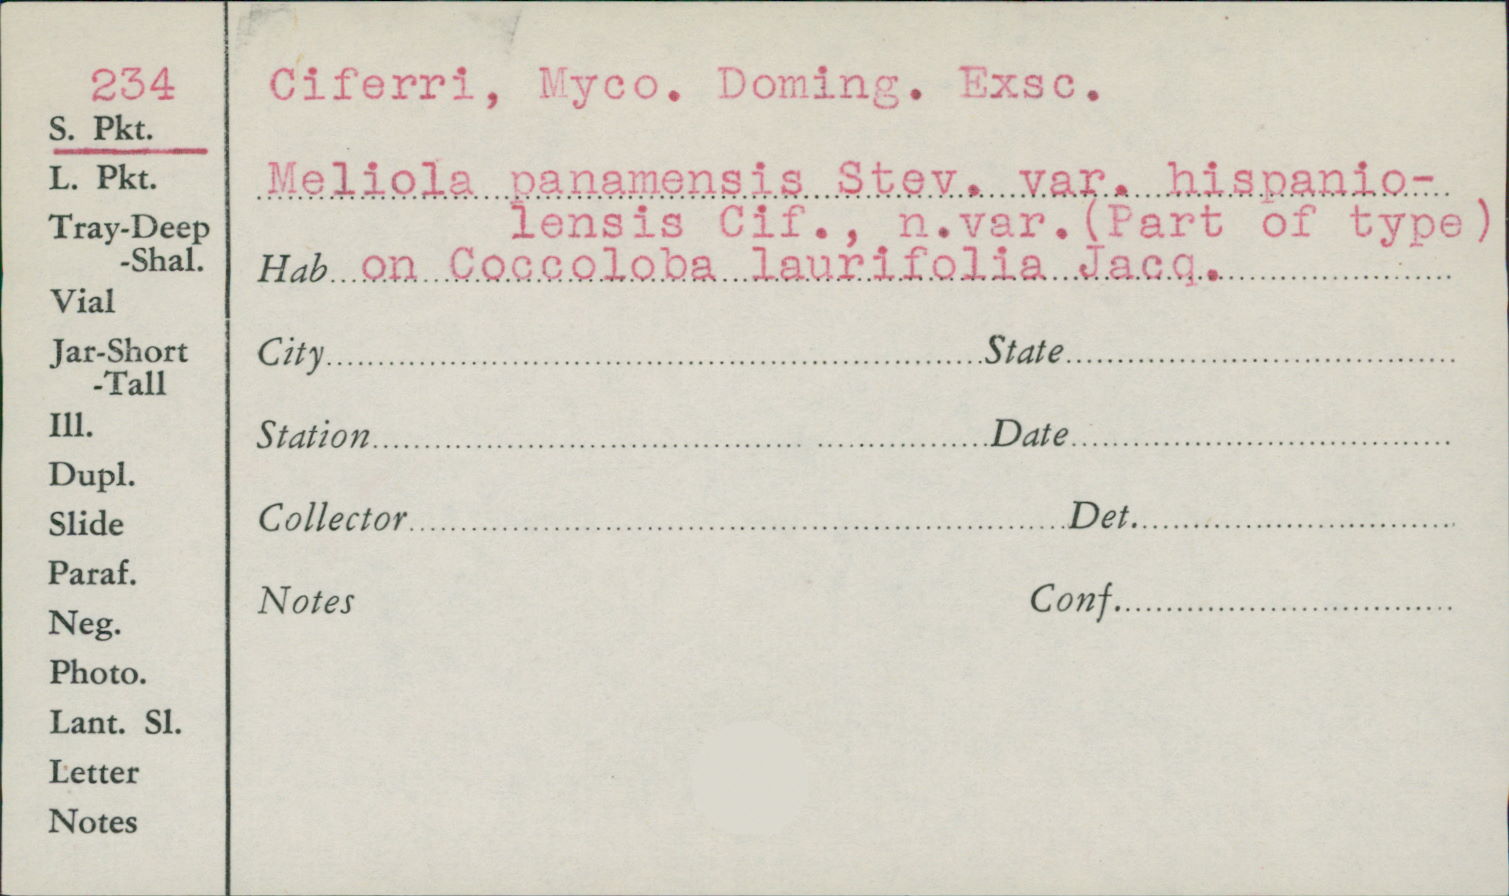 234
S. Pkt.
L. Pkt.
Tray-Deep
-Shal.
Vial
Jar-Short
-Tall
Ill.
Dupl.
Slide
Paraf.
Neg.
Photo.
Lant. Sl.
Letter
Notes
Ciferri, Myco. Doming. Exsc.
Meliola panamensis Stev. var. hispanio-
lensis Cif., n.var.(Part of type)
Hab. on Coccoloba laurifolia Jacq.
City State
Station Date
Collector Det.
Notes Conf.